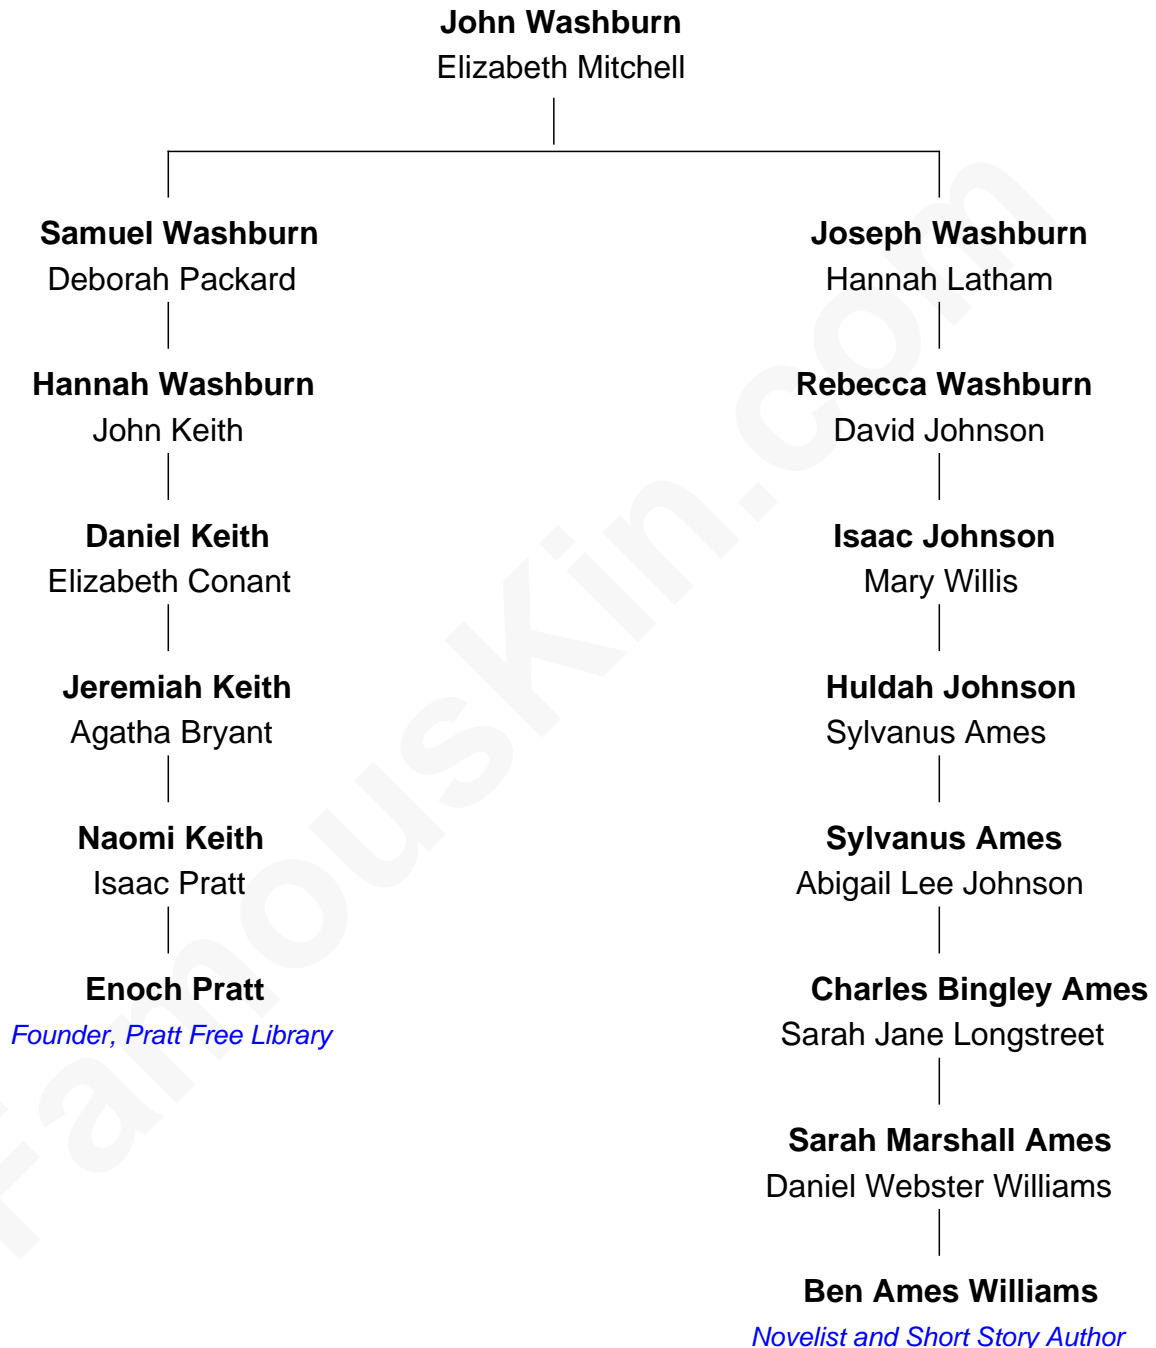 John Washburn
Elizabeth Mitchell
Samuel Washburn
Deborah Packard
Hannah Washburn
John Keith
Daniel Keith
Elizabeth Conant
Jeremiah Keith
Agatha Bryant
Naomi Keith
Isaac Pratt
Enoch Pratt
Founder, Pratt Free Library
Joseph Washburn
Hannah Latham
Rebecca Washburn
David Johnson
Isaac Johnson
Mary Willis
Huldah Johnson
Sylvanus Ames
Sylvanus Ames
Abigail Lee Johnson
Charles Bingley Ames
Sarah Jane Longstreet
Sarah Marshall Ames
Daniel Webster Williams
Ben Ames Williams
Novelist and Short Story Author
FamousKin.com